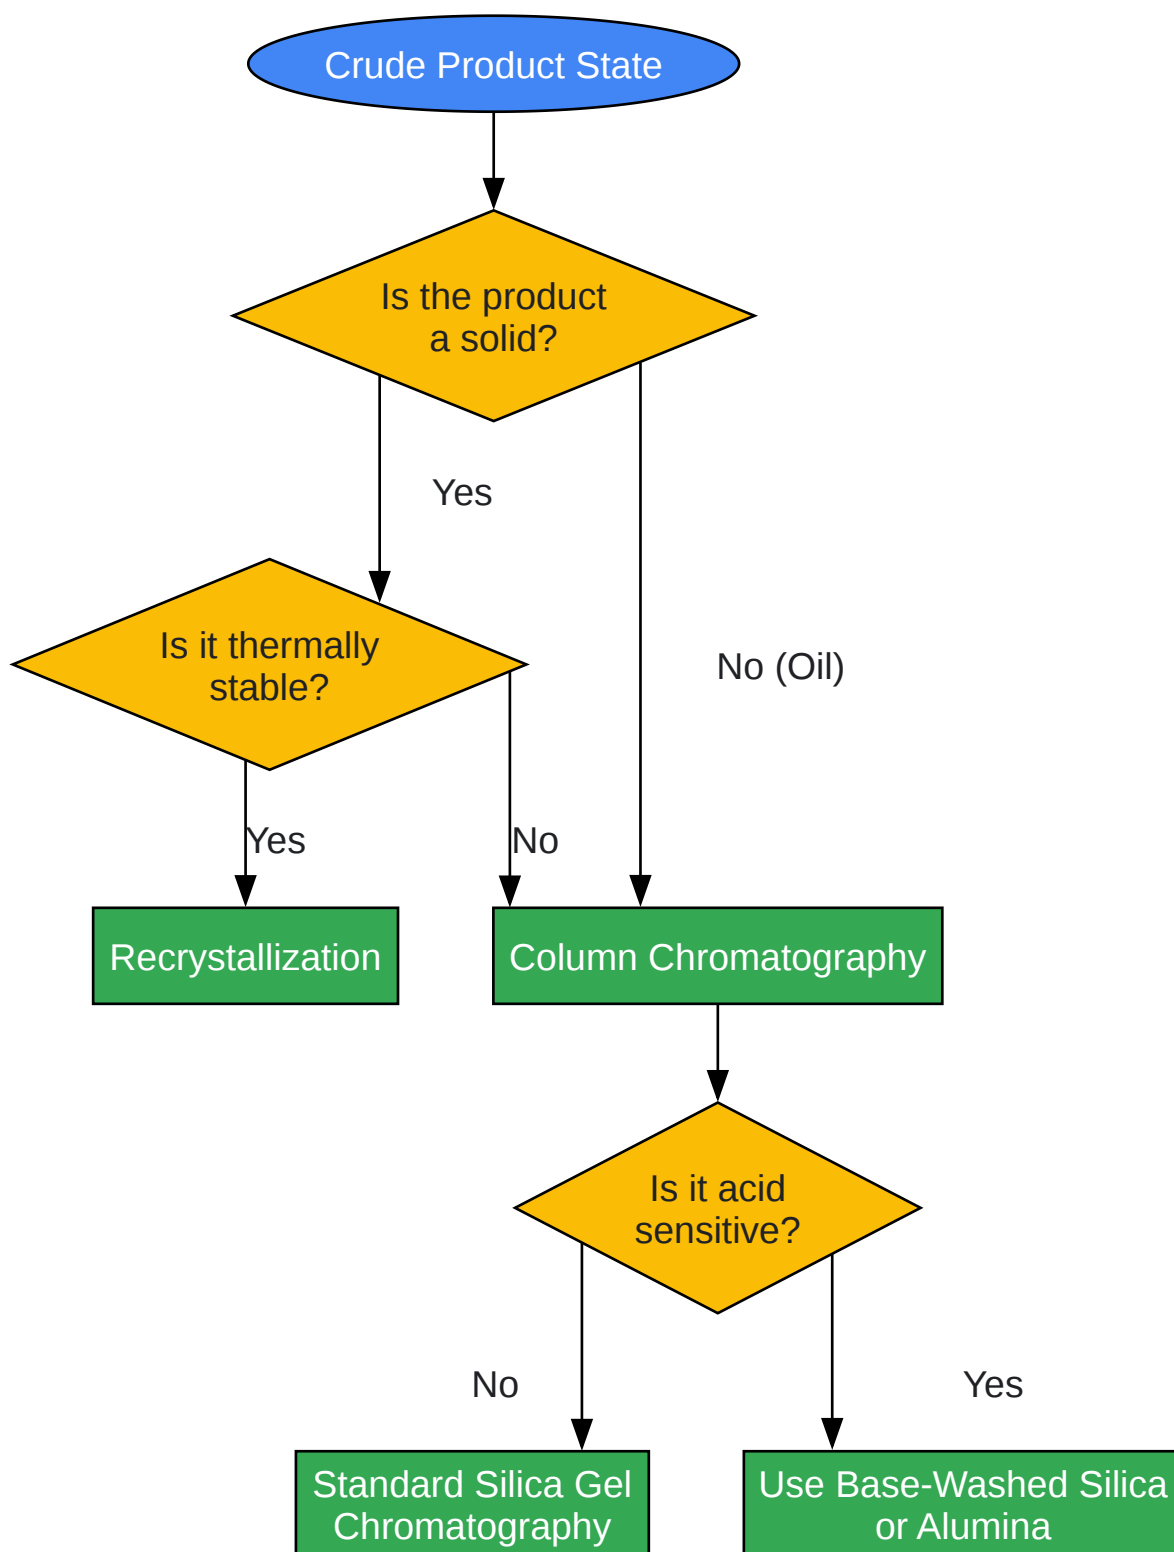 Crude Product State
Is the product
a solid?
Yes
Is it thermally
stable?
No (Oil)
Yes
No
Recrystallization
Column Chromatography
Is it acid
sensitive?
No
Yes
Standard Silica Gel
Chromatography
Use Base-Washed Silica
or Alumina